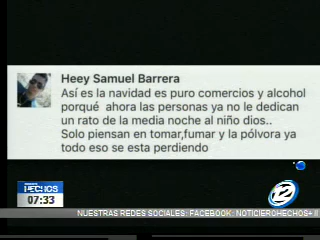 Heey Samuel Barrera
Así es la navidad es puro comercios y alcohol
porqué ahora las personas ya no le dedican
un rato de la media noche al niño dios..
Solo piensan en tomar,fumar y la pólvora ya
todo eso se esta perdiendo
HECHOS
07:33
12
NUESTRAS REDES SOCIALES: FACEBOOK: NOTICIEROHECHOS+ //